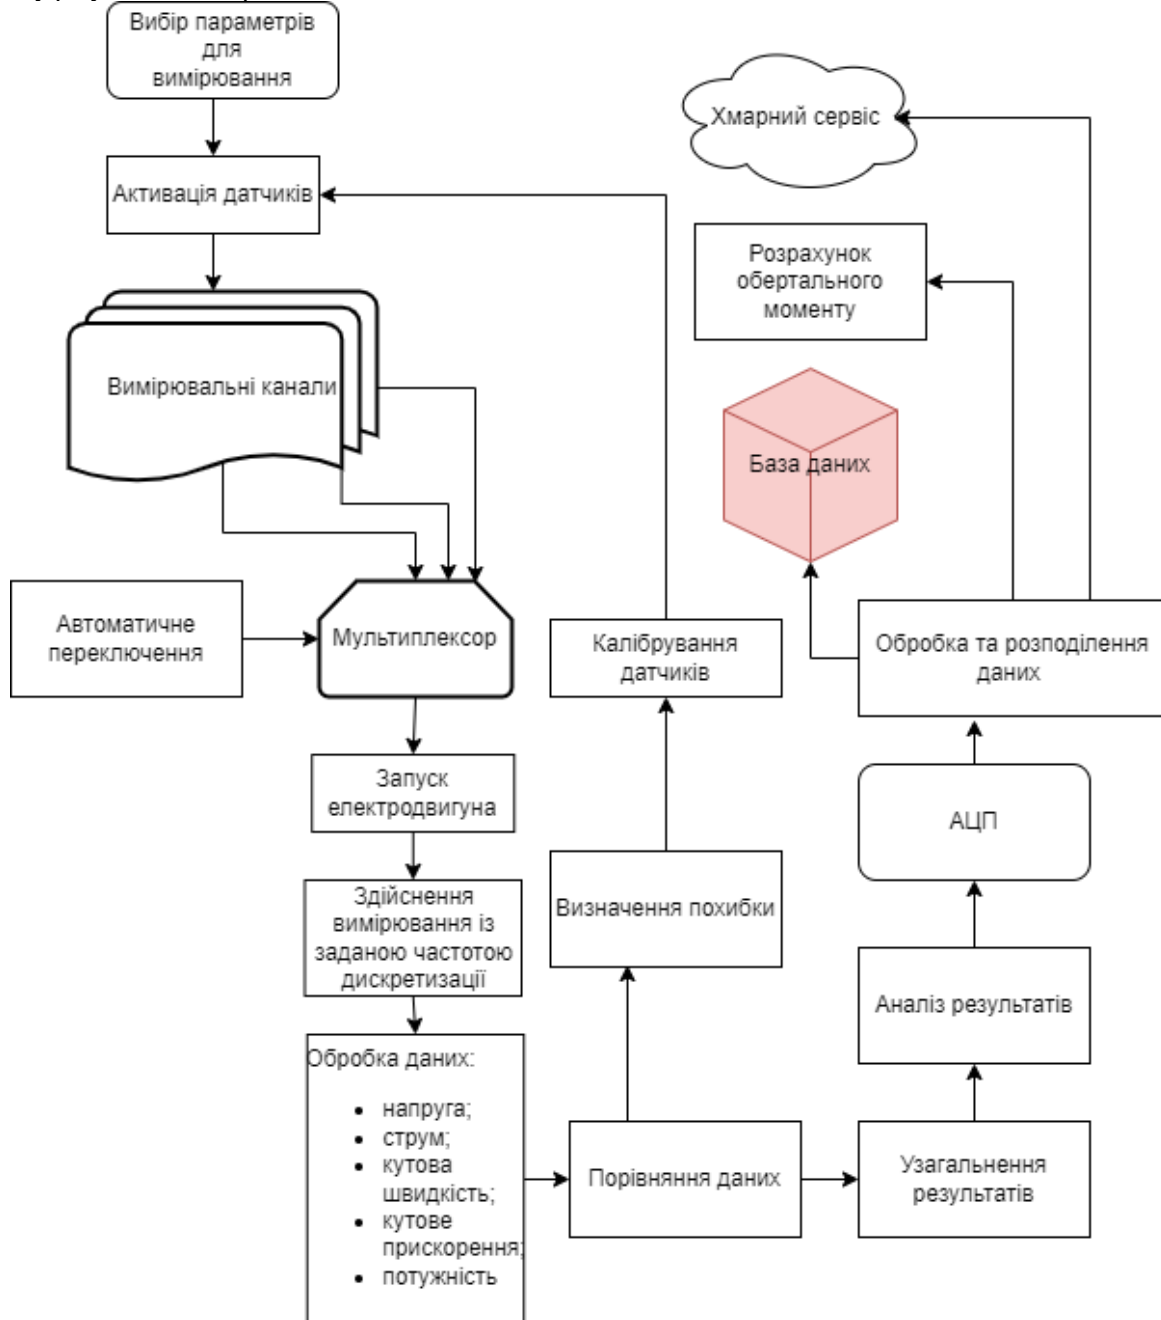 Вибір параметрів
для
вимірювання
Хмарний сервіс
Активація датчиків
Розрахунок
обертального
моменту
Вимірювальні канали
База даних
Автоматичне
переключення
Мультиплексор
Калібрування
датчиків
Обробка та розподілення
даних
Запуск
електродвигуна
АЦП
Здійснення
вимірювання із
заданою частотою
дискретизації
Визначення похибки
Аналіз результатів
Обробка даних:
• напруга;
• струм;
• кутова
швидкість;
• кутове
прискорення;
• потужність
Порівняння даних
Узагальнення
результатів